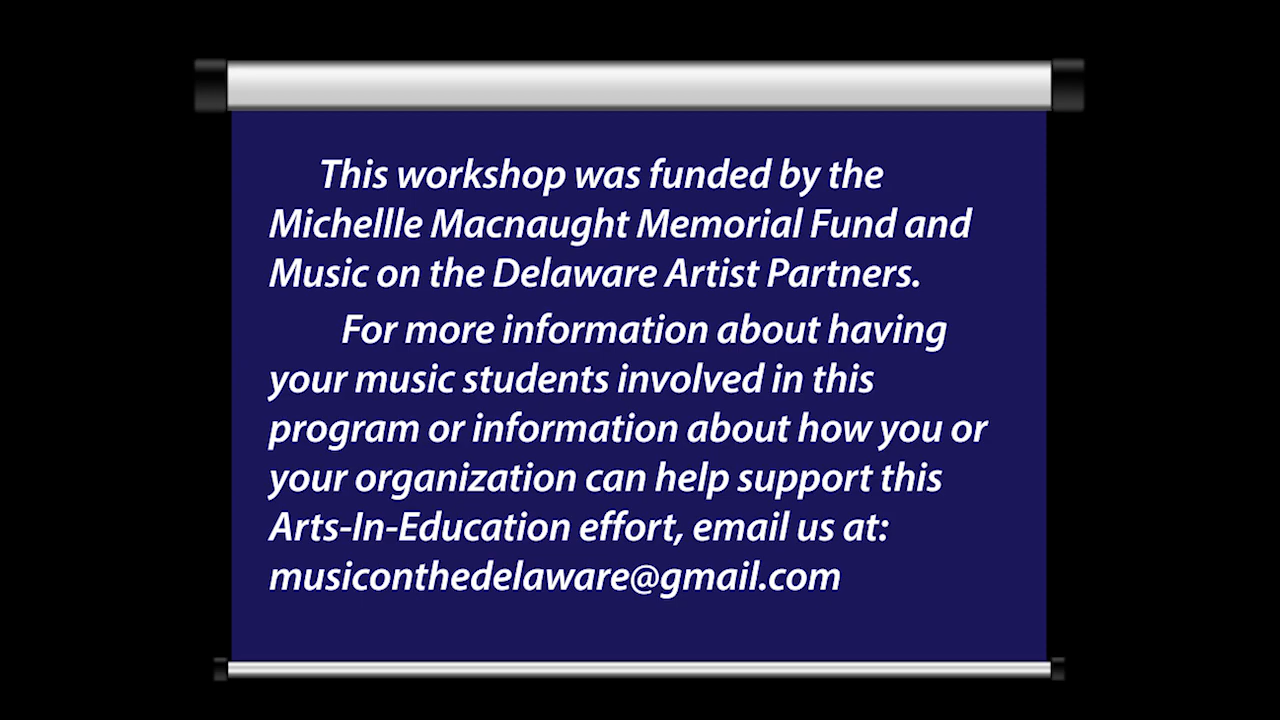 This workshop was funded by the
Michellle Macnaught Memorial Fund and
Music on the Delaware Artist Partners.
For more information about having
your music students involved in this
program or information about how you or
your organization can help support this
Arts-In-Education effort, email us at:
musiconthedelaware@gmail.com